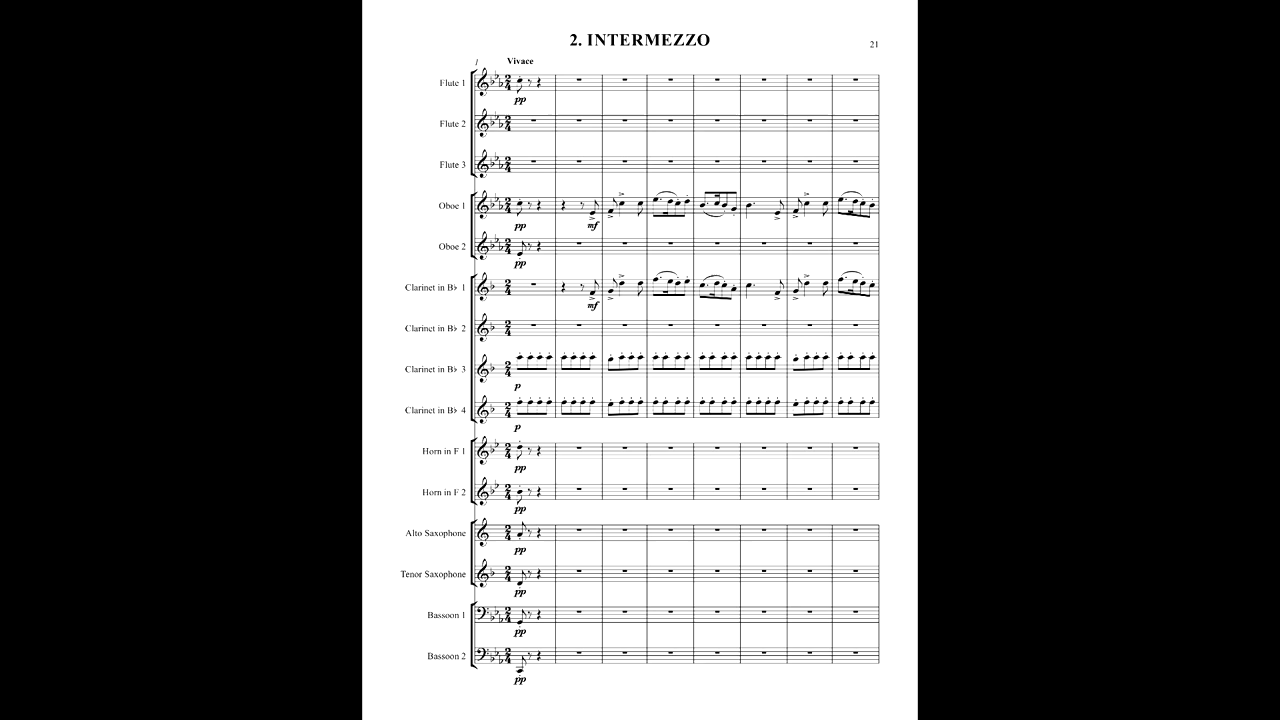 2. INTERMEZZO
21
1
Vivace
Flute 1
pp
Flute 2
Flute 3
Oboe 1
pp
mf
Oboe 2
pp
Clarinet in B♭ 1
mf
Clarinet in B♭ 2
Clarinet in B♭ 3
p
Clarinet in B♭ 4
p
Horn in F 1
pp
Horn in F 2
pp
Alto Saxophone
pp
Tenor Saxophone
pp
Bassoon 1
pp
Bassoon 2
pp